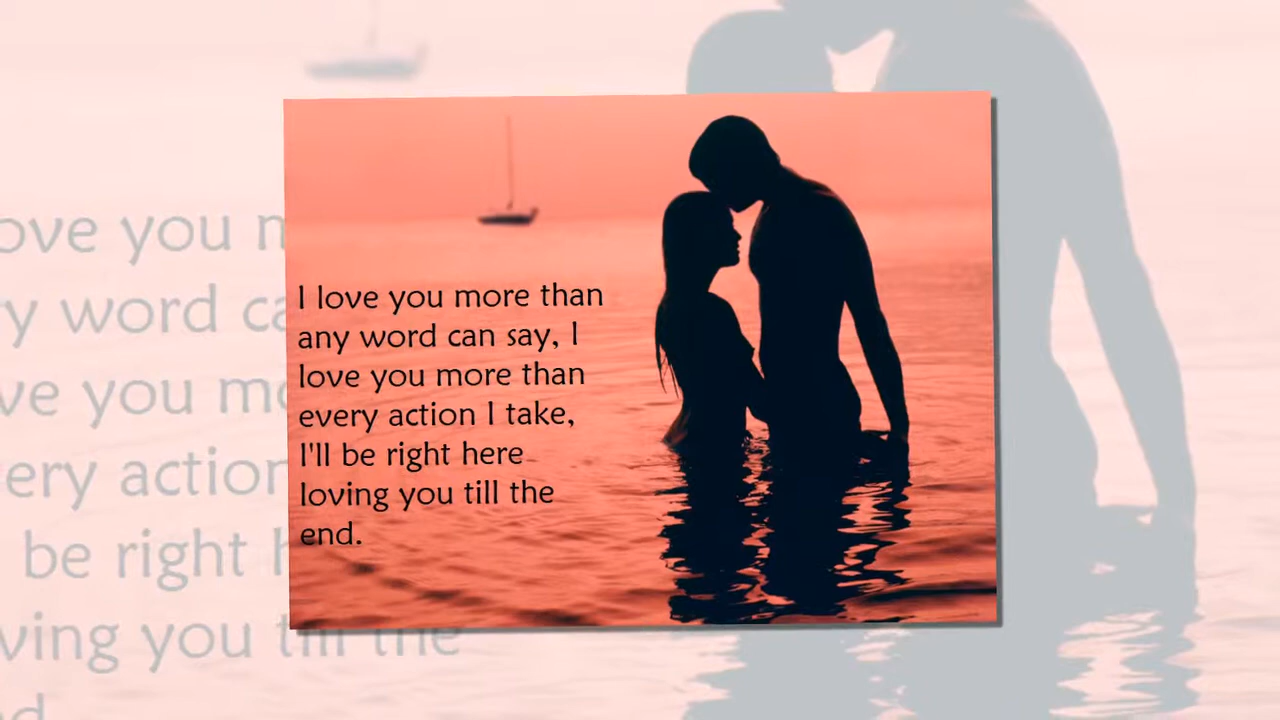 I love you more than
any word can say, I
love you more than
every action I take,
I'll be right here
loving you till the
end.